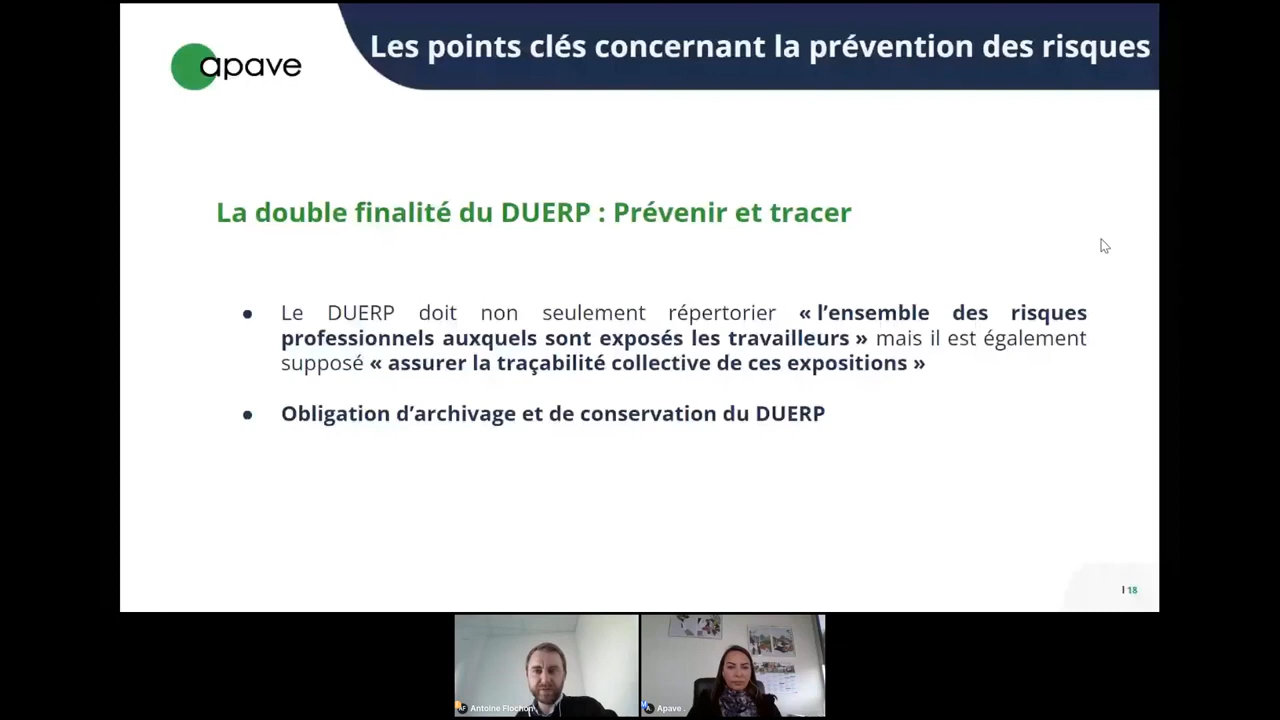 apave
Les points clés concernant la prévention des risques
La double finalité du DUERP : Prévenir et tracer
• Le DUERP doit non seulement répertorier « l’ensemble des risques
professionnels auxquels sont exposés les travailleurs » mais il est également
supposé « assurer la traçabilité collective de ces expositions »
• Obligation d’archivage et de conservation du DUERP
I 18
AF Antoine Flochon
A. Apave .